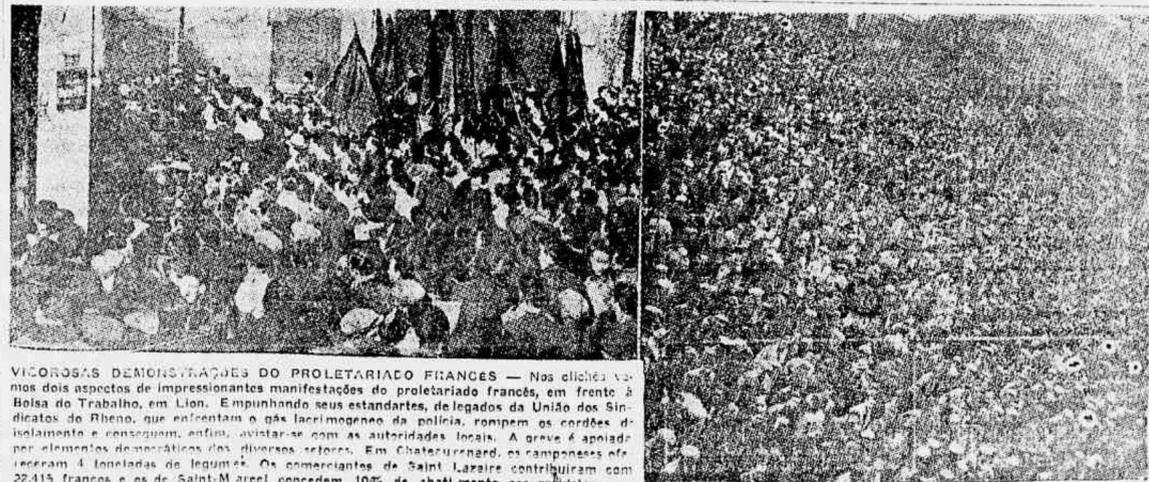 VIGOROSAS DEMONSTRAÇÕES DO PROLETARIADO FRANCÊS — Nos clichés ve-
mos dois aspectos de impressionantes manifestações do proletariado francês, em frente à
Bolsa do Trabalho, em Lion. Empunhando seus estandartes, delegados da União dos Sin-
dicatos do Rheno, que enfrentam o gás lacrimogeneo da polícia, rompem os cordões de
isolamento e conseguem, enfim, avistar-se com as autoridades locais. A greve é apoiada
por elementos democráticos dos diversos setores. Em Chateaurenard, os camponeses ofe-
receram 4 toneladas de legumes. Os comerciantes de Saint Lazaire contribuiram com
22.415 francos e os de Saint-Marcel concedem 10% de abatimento